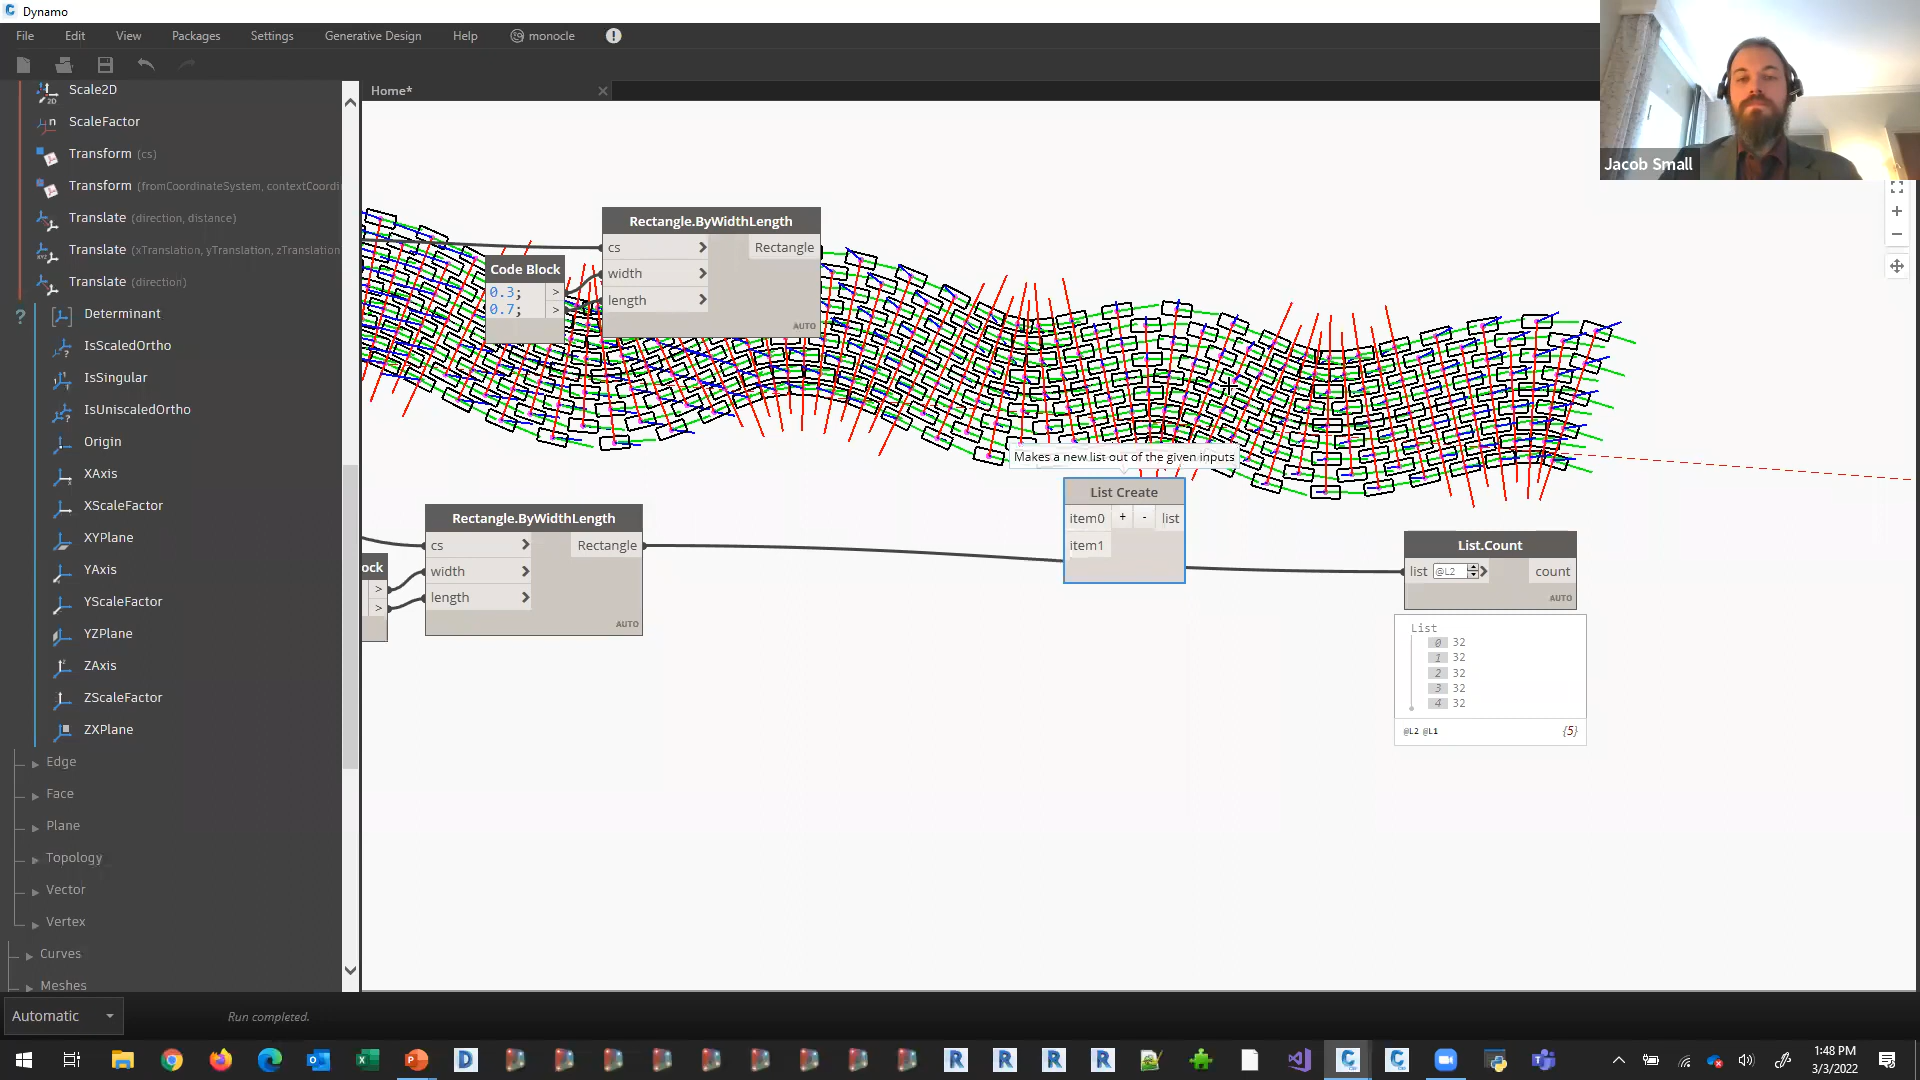 Dynamo
File Edit View Packages Settings Generative Design Help monocle
Home*
Scale2D
ScaleFactor
Transform (cs)
Transform (fromCoordinateSystem, contextCoordi
Translate (direction, distance)
Translate (xTranslation, yTranslation, zTranslation
Translate (direction)
Determinant
IsScaledOrtho
IsSingular
IsUniscaledOrtho
Origin
XAxis
XScaleFactor
XYPlane
YAxis
YScaleFactor
YZPlane
ZAxis
ZScaleFactor
ZXPlane
Edge
Face
Plane
Topology
Vector
Vertex
Curves
Meshes
Automatic
Run completed.
Code Block
0.3; >
0.7; >
Rectangle.ByWidthLength
cs > Rectangle
width >
length >
AUTO
ock
>
>
Rectangle.ByWidthLength
cs > Rectangle
width >
length >
AUTO
Makes a new list out of the given inputs
List Create
item0 + - list
item1
List.Count
list @L2 > count
AUTO
List
0 32
1 32
2 32
3 32
4 32
@L2 @L1 {5}
Jacob Small
1:48 PM
3/3/2022